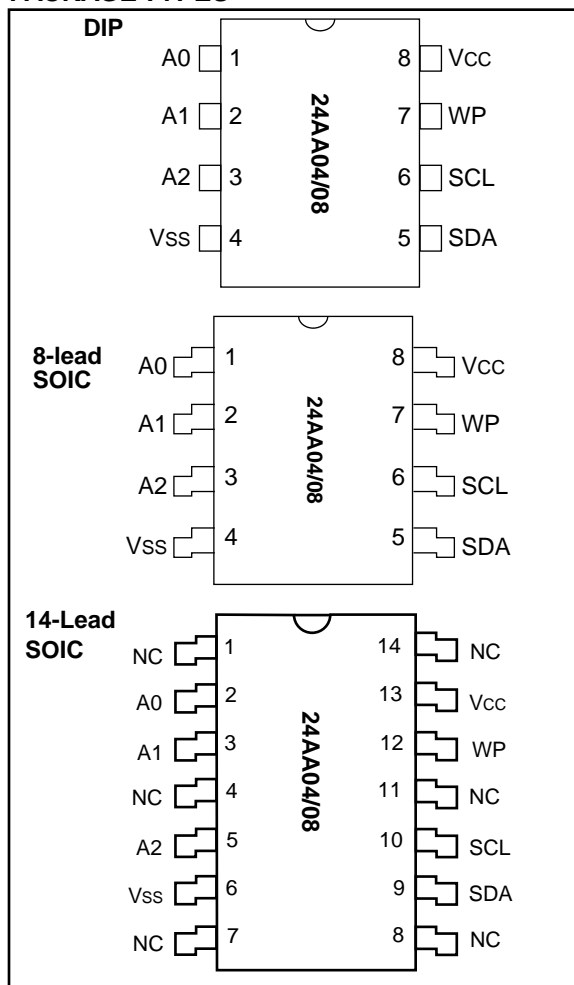 PACKAGE TYPES
DIP
A0 1 8 VCC
A1 2 7 WP
A2 3 6 SCL
VSS 4 5 SDA
24AA04/08
8-lead
SOIC
A0 1 8 VCC
A1 2 7 WP
A2 3 6 SCL
VSS 4 5 SDA
24AA04/08
14-Lead
SOIC
NC 1 14 NC
A0 2 13 VCC
A1 3 12 WP
NC 4 11 NC
A2 5 10 SCL
VSS 6 9 SDA
NC 7 8 NC
24AA04/08